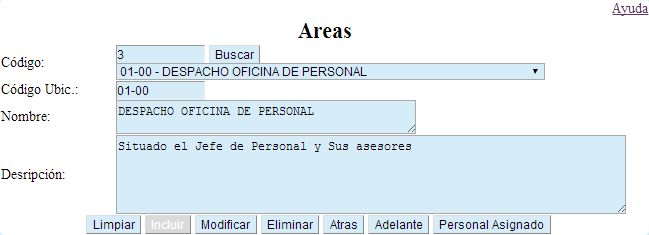 Ayuda
Areas
Código: 3 Buscar
01-00 - DESPACHO OFICINA DE PERSONAL
Código Ubic.: 01-00
Nombre: DESPACHO OFICINA DE PERSONAL
Desripción: Situado el Jefe de Personal y Sus asesores
Limpiar Incluir Modificar Eliminar Atras Adelante Personal Asignado